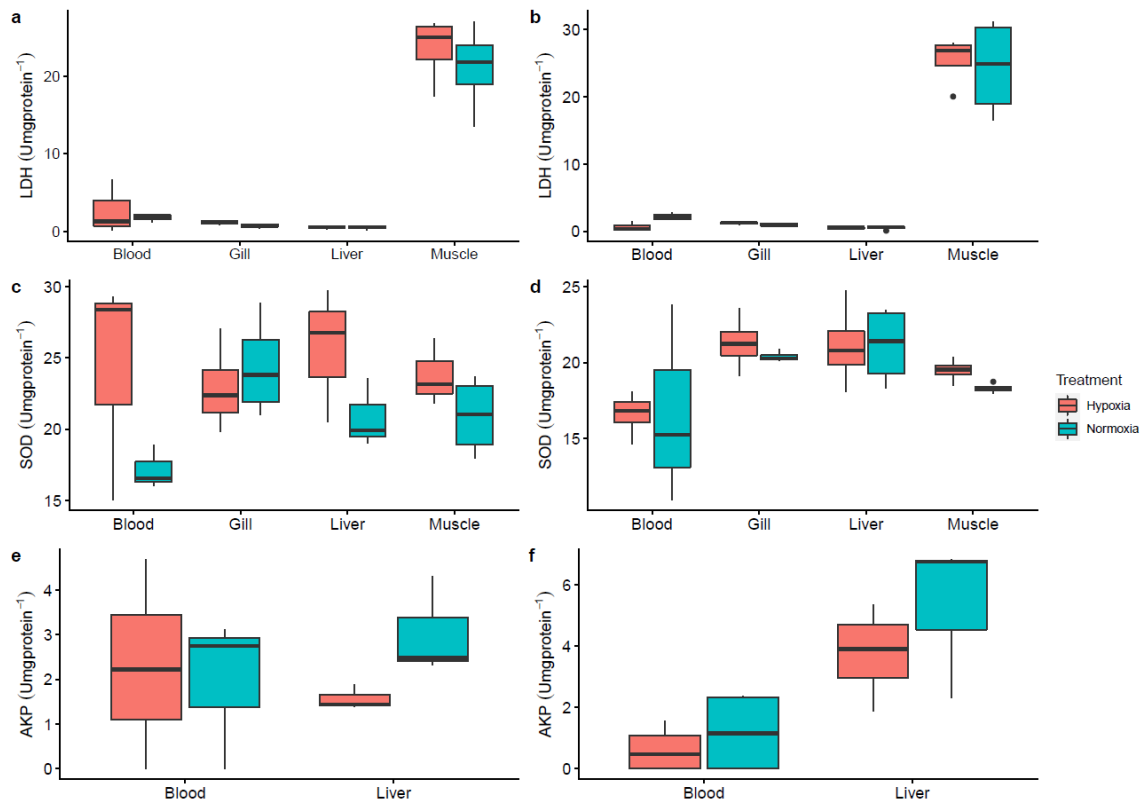 a
LDH (Umgprotein⁻¹)
20
10
0
Blood Gill Liver Muscle
b
LDH (Umgprotein⁻¹)
30
20
10
0
Blood Gill Liver Muscle
c
SOD (Umgprotein⁻¹)
30
25
20
15
Blood Gill Liver Muscle
d
SOD (Umgprotein⁻¹)
25
20
15
Blood Gill Liver Muscle
Treatment
Hypoxia
Normoxia
e
AKP (Umgprotein⁻¹)
4
3
2
1
0
Blood Liver
f
AKP (Umgprotein⁻¹)
6
4
2
0
Blood Liver